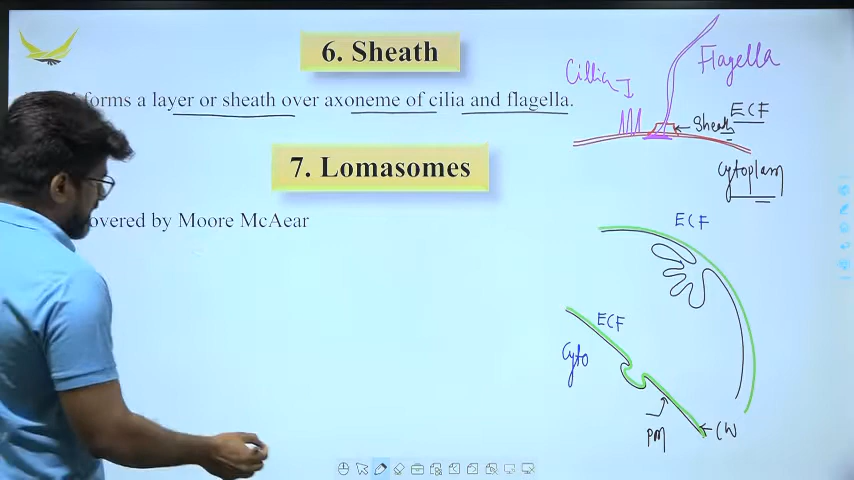 6. Sheath
forms a layer or sheath over axoneme of cilia and flagella.
7. Lomasomes
overed by Moore McAear
Cillia
Flagella
Sheath
ECF
Cytoplasm
ECF
ECF
Cyto
PM
CW